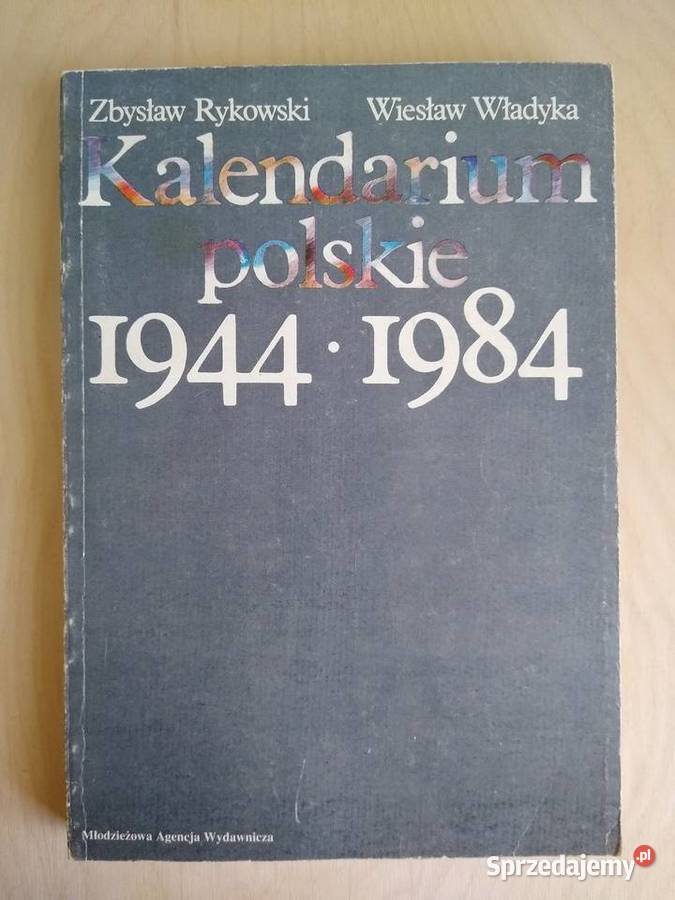 Zbysław Rykowski Wiesław Władyka
Kalendarium
polskie
1944 · 1984
Młodzieżowa Agencja Wydawnicza
Sprzedajemy.pl